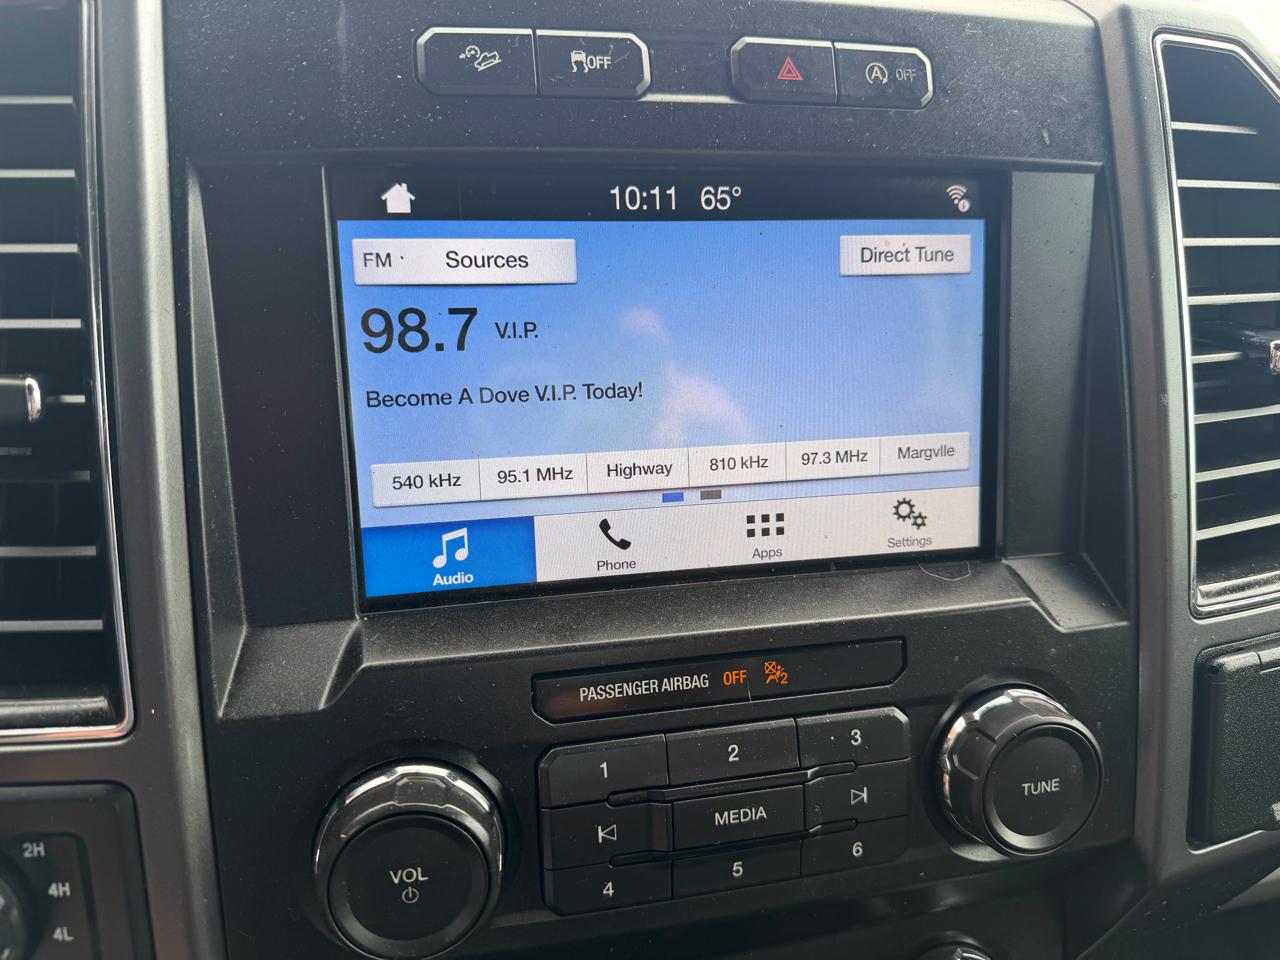 OFF
A OFF
10:11 65°
FM · Sources
Direct Tune
98.7 V.I.P.
Become A Dove V.I.P. Today!
540 kHz 95.1 MHz Highway 810 kHz 97.3 MHz Margvlle
Audio Phone Apps Settings
PASSENGER AIRBAG OFF 2
1 2 3
MEDIA
4 5 6
VOL
TUNE
2H
4H
4L